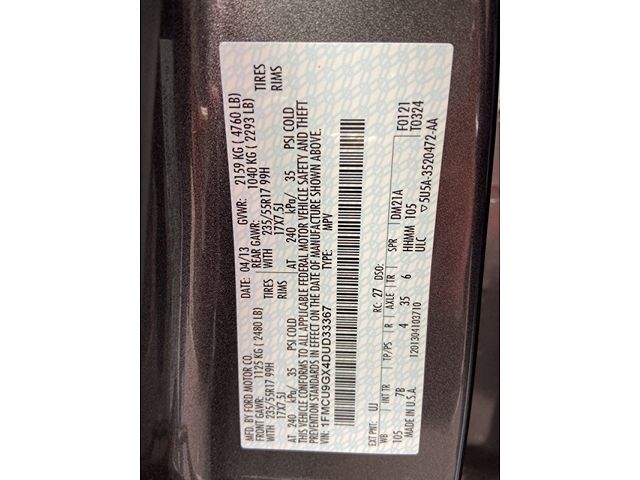 MFD. BY FORD MOTOR CO.
DATE: 04/13 GVWR: 2159 KG ( 4760 LB)
FRONT GAWR: 1125 KG ( 2480 LB) REAR GAWR: 1040 KG ( 2293 LB)
WITH 235/55R17 99H TIRES WITH 235/55R17 99H TIRES
17X7.5J RIMS 17X7.5J RIMS
AT 240 kPa/ 35 PSI COLD AT 240 kPa/ 35 PSI COLD
THIS VEHICLE CONFORMS TO ALL APPLICABLE FEDERAL MOTOR VEHICLE SAFETY AND THEFT
PREVENTION STANDARDS IN EFFECT ON THE DATE OF MANUFACTURE SHOWN ABOVE.
1FMCU9GX4DUD33367 TYPE: MPV
F0121
T0324
EXT PNT: UJ RC: 27 DSO:
WB INT TR TP/PS R AXLE TR SPR DM21A
105 7B 4 35 6 HHMM 105
MADE IN U.S.A. ULC
1201304103710 ▽5U5A-3520472-AA